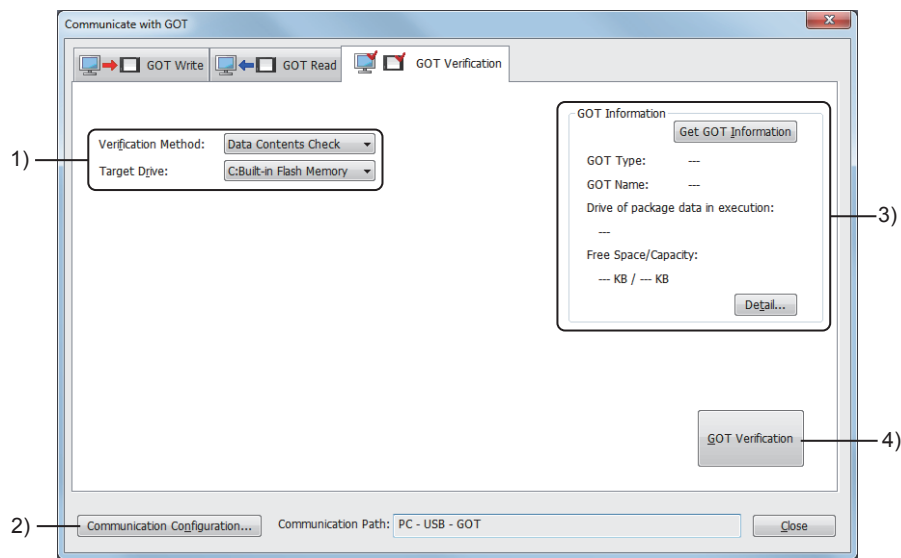 Communicate with GOT
GOT Write GOT Read GOT Verification
GOT Information
Get GOT Information
1) Verification Method: Data Contents Check
Target Drive: C:Built-in Flash Memory
GOT Type: ---
GOT Name: ---
Drive of package data in execution:
---
3)
Free Space/Capacity:
--- KB / --- KB
Detail...
GOT Verification 4)
2) Communication Configuration... Communication Path: PC - USB - GOT Close